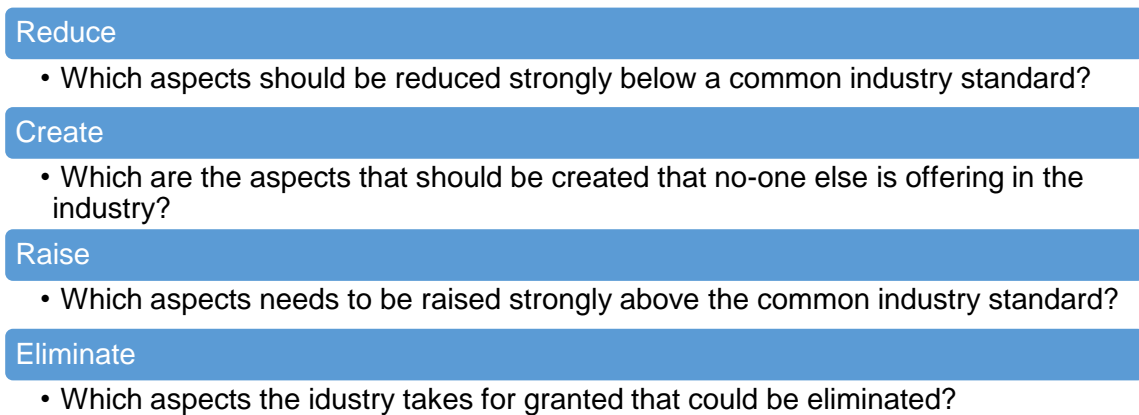 Reduce
• Which aspects should be reduced strongly below a common industry standard?
Create
• Which are the aspects that should be created that no-one else is offering in the
industry?
Raise
• Which aspects needs to be raised strongly above the common industry standard?
Eliminate
• Which aspects the idustry takes for granted that could be eliminated?